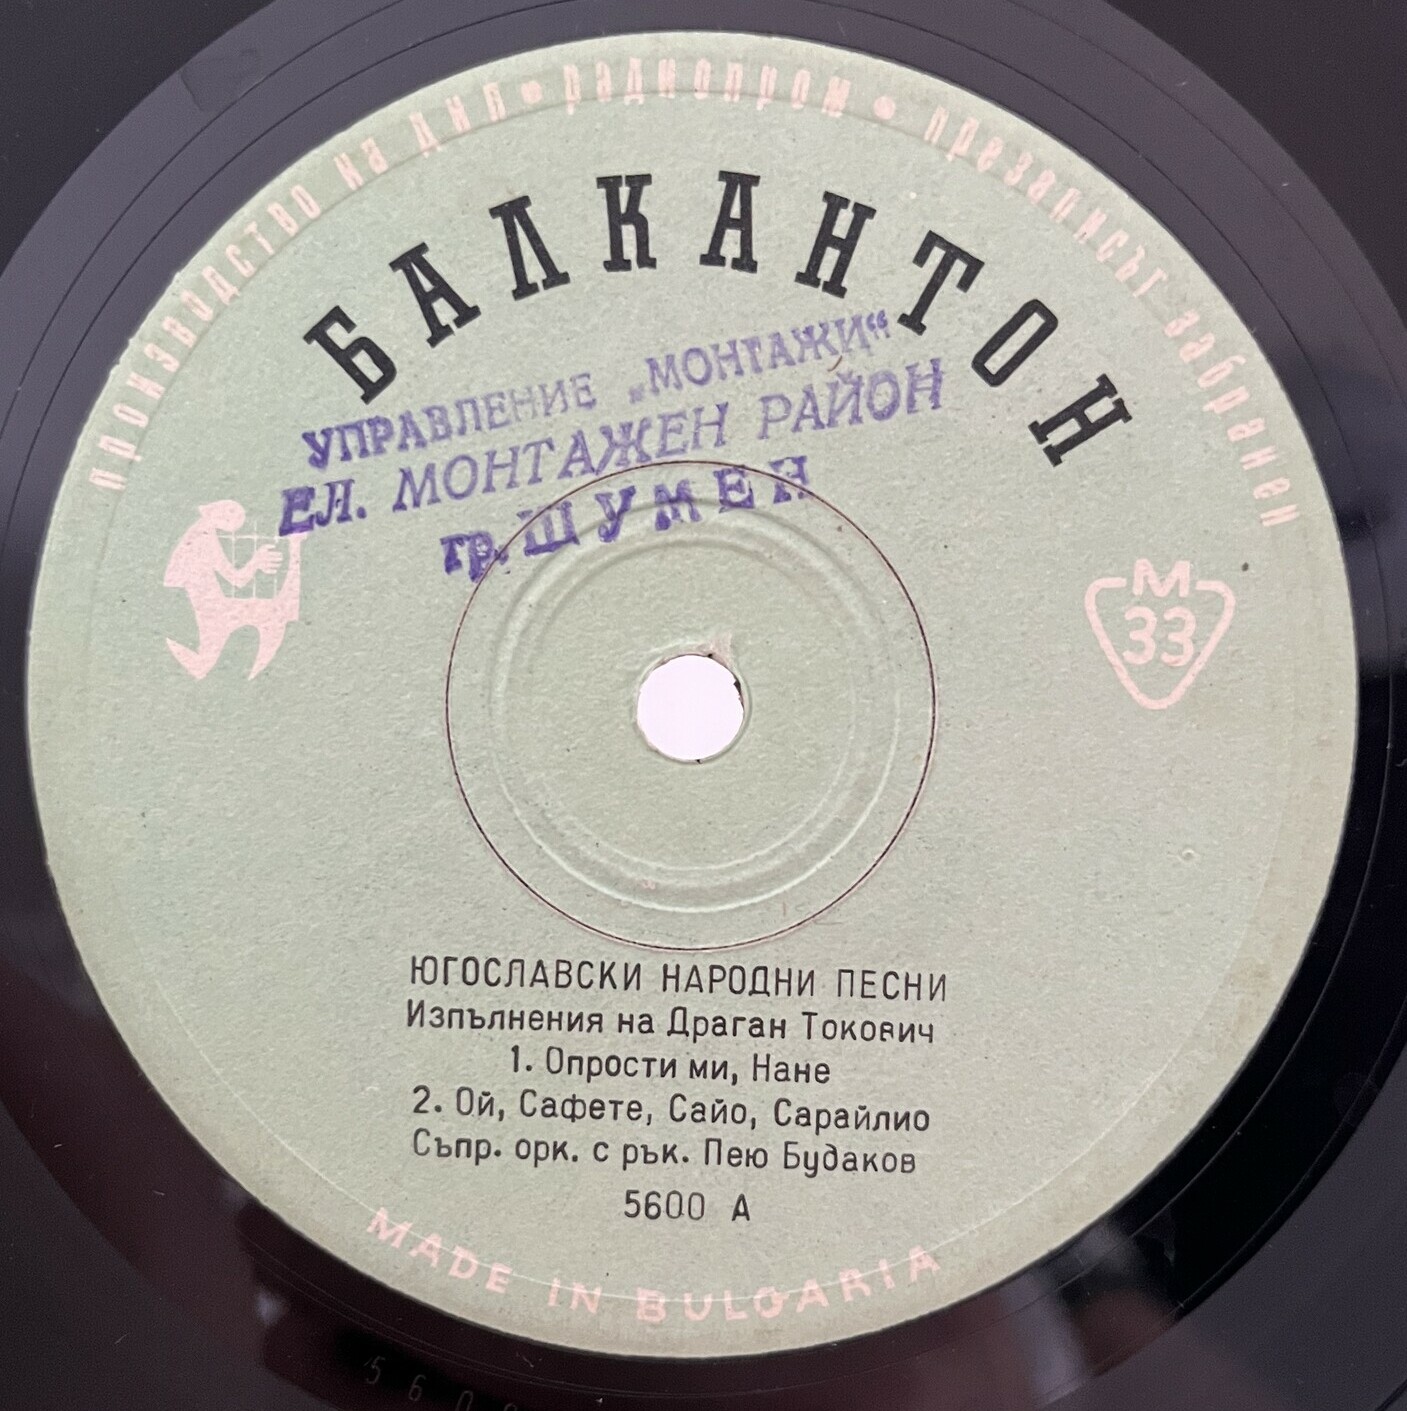 производство на дип • радиопром • презаписът забранен
БАЛКАНТОН
УПРАВЛЕНИЕ „МОНТАЖИ“
ЕЛ. МОНТАЖЕН РАЙОН
гр. ШУМЕН
М
33
ЮГОСЛАВСКИ НАРОДНИ ПЕСНИ
Изпълнения на Драган Токович
1. Опрости ми, Нане
2. Ой, Сафете, Сайо, Сарайлио
Съпр. орк. с рък. Пею Будаков
5600 А
MADE IN BULGARIA